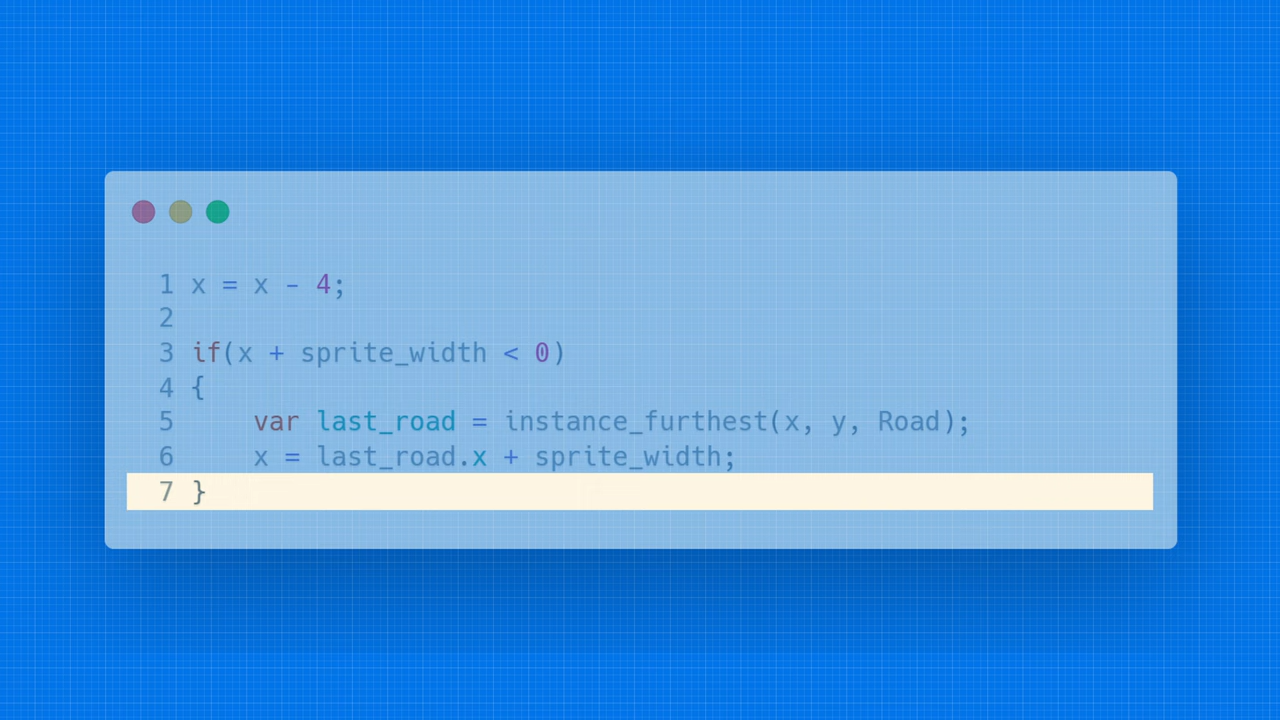 1 x = x - 4;
2
3 if(x + sprite_width < 0)
4 {
5     var last_road = instance_furthest(x, y, Road);
6     x = last_road.x + sprite_width;
7 }